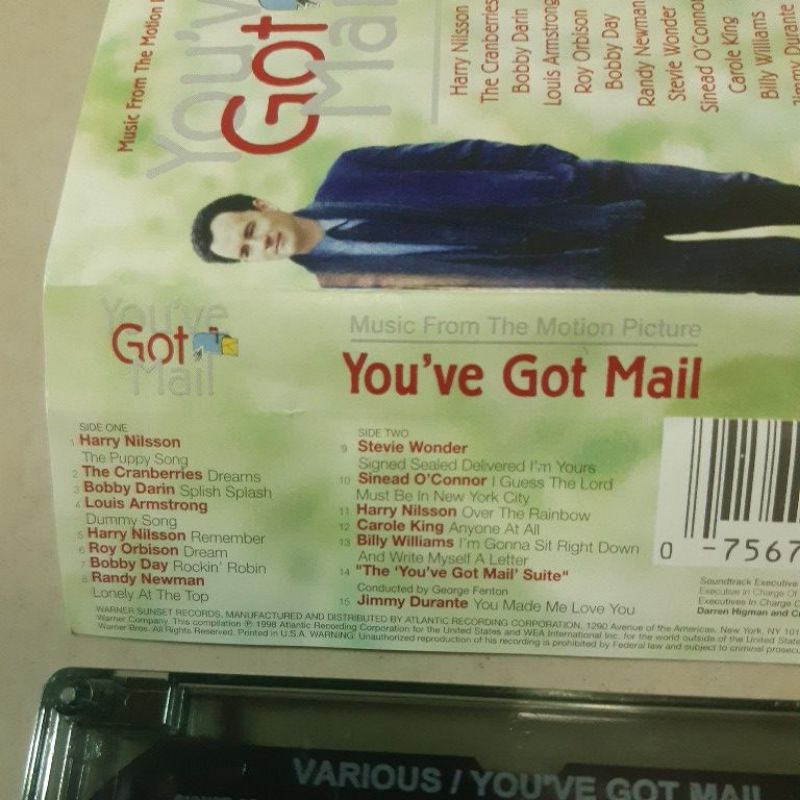 Music From The Motion
You've
Got
Mail
Harry Nilsson
The Cranberries
Bobby Darin
Louis Armstrong
Roy Orbison
Bobby Day
Randy Newman
Stevie Wonder
Sinead O'Connor
Carole King
Billy Williams
Jimmy Durante
You've
Got
Mail
Music From The Motion Picture
You've Got Mail
SIDE ONE
1 Harry Nilsson
The Puppy Song
2 The Cranberries Dreams
3 Bobby Darin Splish Splash
4 Louis Armstrong
Dummy Song
5 Harry Nilsson Remember
6 Roy Orbison Dream
7 Bobby Day Rockin' Robin
8 Randy Newman
Lonely At The Top
SIDE TWO
9 Stevie Wonder
Signed Sealed Delivered I'm Yours
10 Sinead O'Connor I Guess The Lord
Must Be In New York City
11 Harry Nilsson Over The Rainbow
12 Carole King Anyone At All
13 Billy Williams I'm Gonna Sit Right Down
And Write Myself A Letter
14 "The 'You've Got Mail' Suite"
Conducted by George Fenton
15 Jimmy Durante You Made Me Love You
0 -7567
Soundtrack Executive
Executive in Charge Of
Executives in Charge
Darren Higman and
WARNER SUNSET RECORDS, MANUFACTURED AND DISTRIBUTED BY ATLANTIC RECORDING CORPORATION, 1290 Avenue of the Americas, New York, NY 101
Warner Company. This compilation ℗ 1998 Atlantic Recording Corporation for the United States and WEA International Inc. for the world outside of the United States
Warner Bros. All Rights Reserved. Printed in U.S.A. WARNING: Unauthorized reproduction of this recording is prohibited by Federal law and subject to criminal
VARIOUS / YOU'VE GOT MAIL